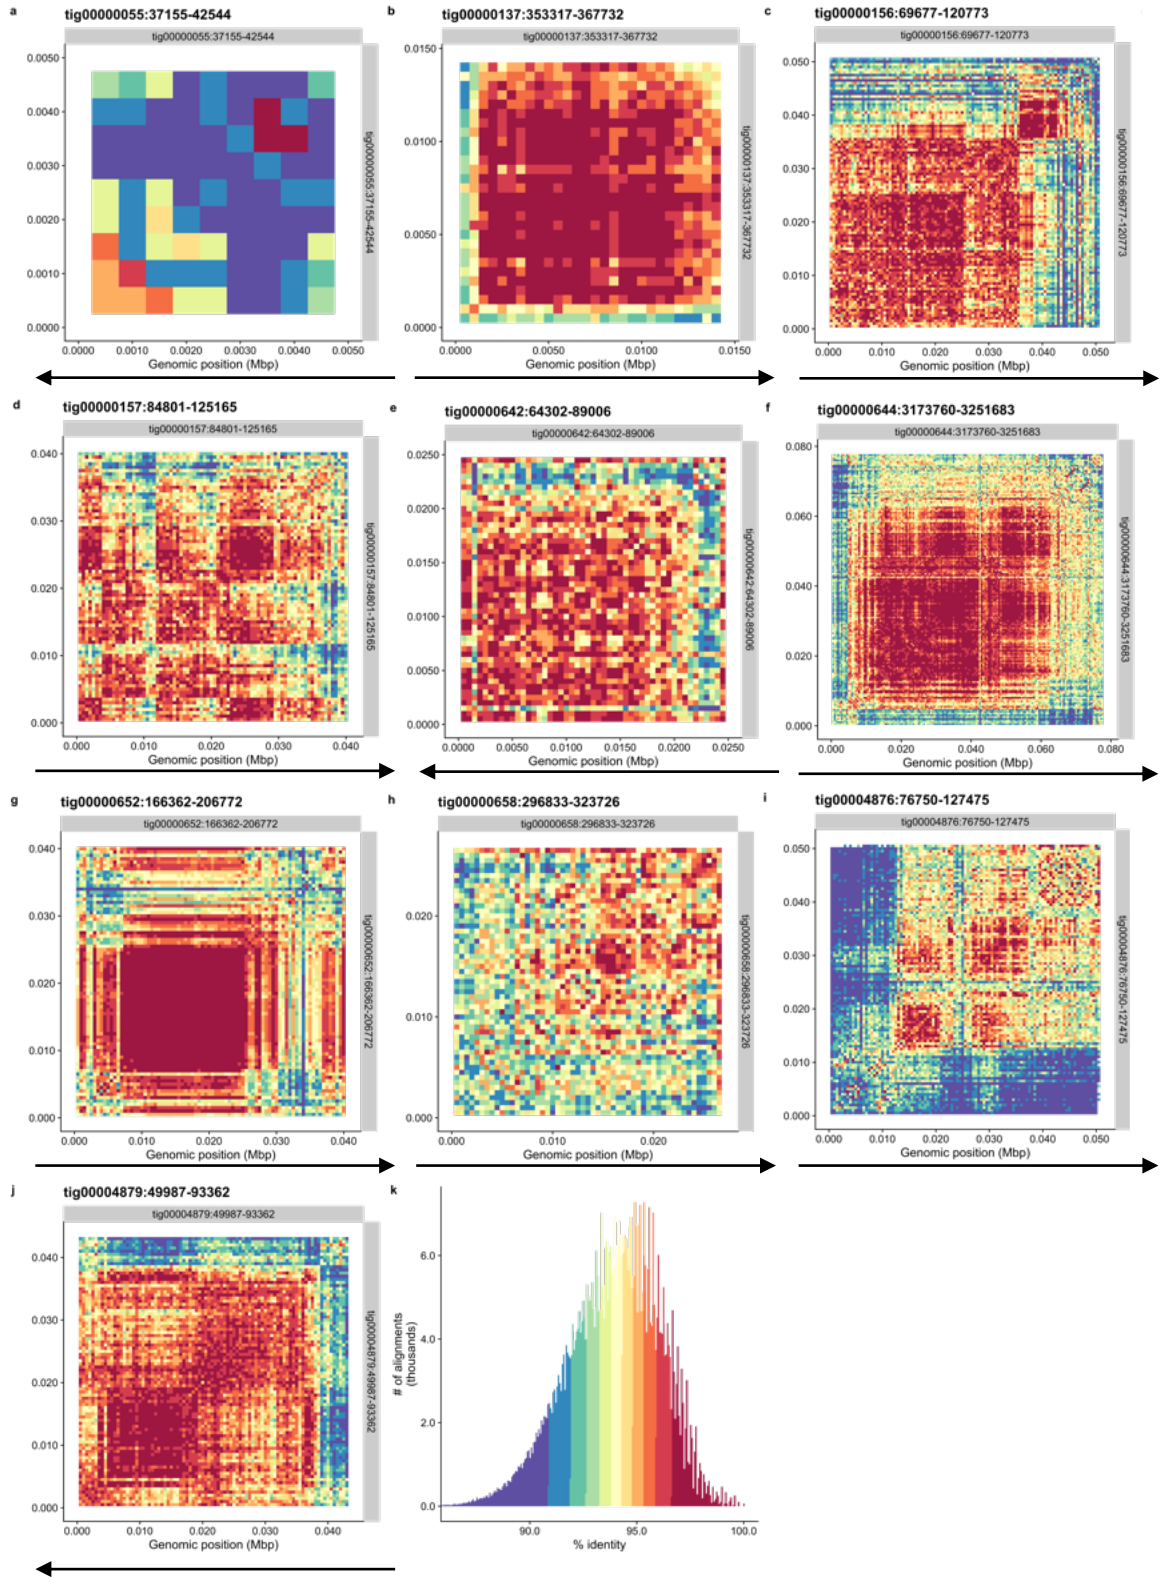 a
tig00000055:37155-42544
tig00000055:37155-42544
0.0050
0.0040
0.0030
0.0020
0.0010
0.0000
tig00000055:37155-42544
0.0000 0.0010 0.0020 0.0030 0.0040 0.0050
Genomic position (Mbp)
b
tig00000137:353317-367732
tig00000137:353317-367732
0.0150
0.0100
0.0050
0.0000
tig00000137:353317-367732
0.0000 0.0050 0.0100 0.0150
Genomic position (Mbp)
c
tig00000156:69677-120773
tig00000156:69677-120773
0.050
0.040
0.030
0.020
0.010
0.000
tig00000156:69677-120773
0.000 0.010 0.020 0.030 0.040 0.050
Genomic position (Mbp)
d
tig00000157:84801-125165
tig00000157:84801-125165
0.040
0.030
0.020
0.010
0.000
tig00000157:84801-125165
0.000 0.010 0.020 0.030 0.040
Genomic position (Mbp)
e
tig00000642:64302-89006
tig00000642:64302-89006
0.0250
0.0200
0.0150
0.0100
0.0050
0.0000
tig00000642:64302-89006
0.0000 0.0050 0.0100 0.0150 0.0200 0.0250
Genomic position (Mbp)
f
tig00000644:3173760-3251683
tig00000644:3173760-3251683
0.080
0.060
0.040
0.020
0.000
tig00000644:3173760-3251683
0.000 0.020 0.040 0.060 0.080
Genomic position (Mbp)
g
tig00000652:166362-206772
tig00000652:166362-206772
0.040
0.030
0.020
0.010
0.000
tig00000652:166362-206772
0.000 0.010 0.020 0.030 0.040
Genomic position (Mbp)
h
tig00000658:296833-323726
tig00000658:296833-323726
0.020
0.010
0.000
tig00000658:296833-323726
0.000 0.010 0.020
Genomic position (Mbp)
i
tig00004876:76750-127475
tig00004876:76750-127475
0.050
0.040
0.030
0.020
0.010
0.000
tig00004876:76750-127475
0.000 0.010 0.020 0.030 0.040 0.050
Genomic position (Mbp)
j
tig00004879:49987-93362
tig00004879:49987-93362
0.040
0.030
0.020
0.010
0.000
tig00004879:49987-93362
0.000 0.010 0.020 0.030 0.040
Genomic position (Mbp)
k
6.0
4.0
2.0
0.0
# of alignments
(thousands)
90.0 95.0 100.0
% identity